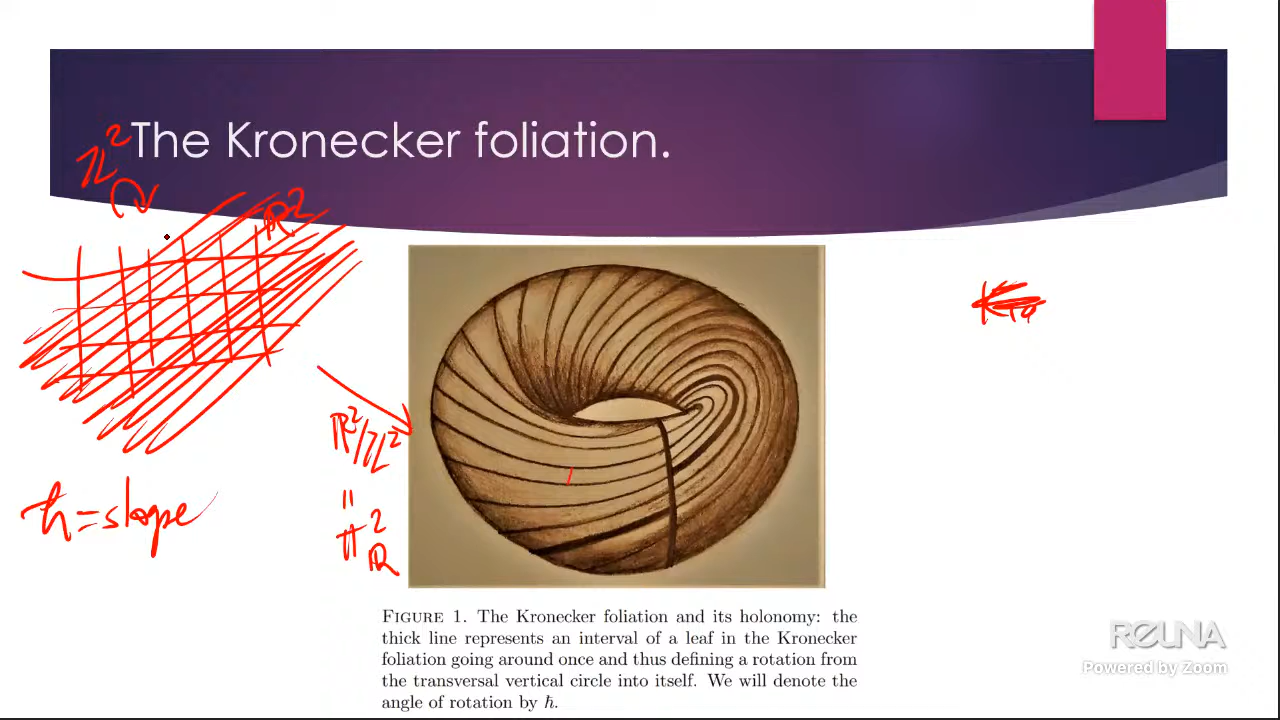 The Kronecker foliation.
ℤ²
ℝ²
ℝ²/ℤ²
=
𝕋²ℝ
ħ = slope
FIGURE 1. The Kronecker foliation and its holonomy: the
thick line represents an interval of a leaf in the Kronecker
foliation going around once and thus defining a rotation from
the transversal vertical circle into itself. We will denote the
angle of rotation by ħ.
REUNA
Powered by Zoom